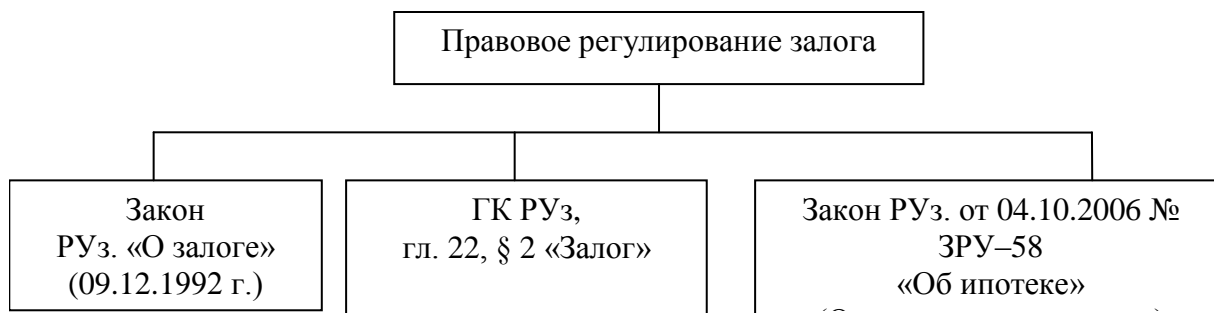 Правовое регулирование залога
Закон
РУз. «О залоге»
(09.12.1992 г.)
ГК РУз,
гл. 22, § 2 «Залог»
Закон РУз. от 04.10.2006 №
ЗРУ–58
«Об ипотеке»